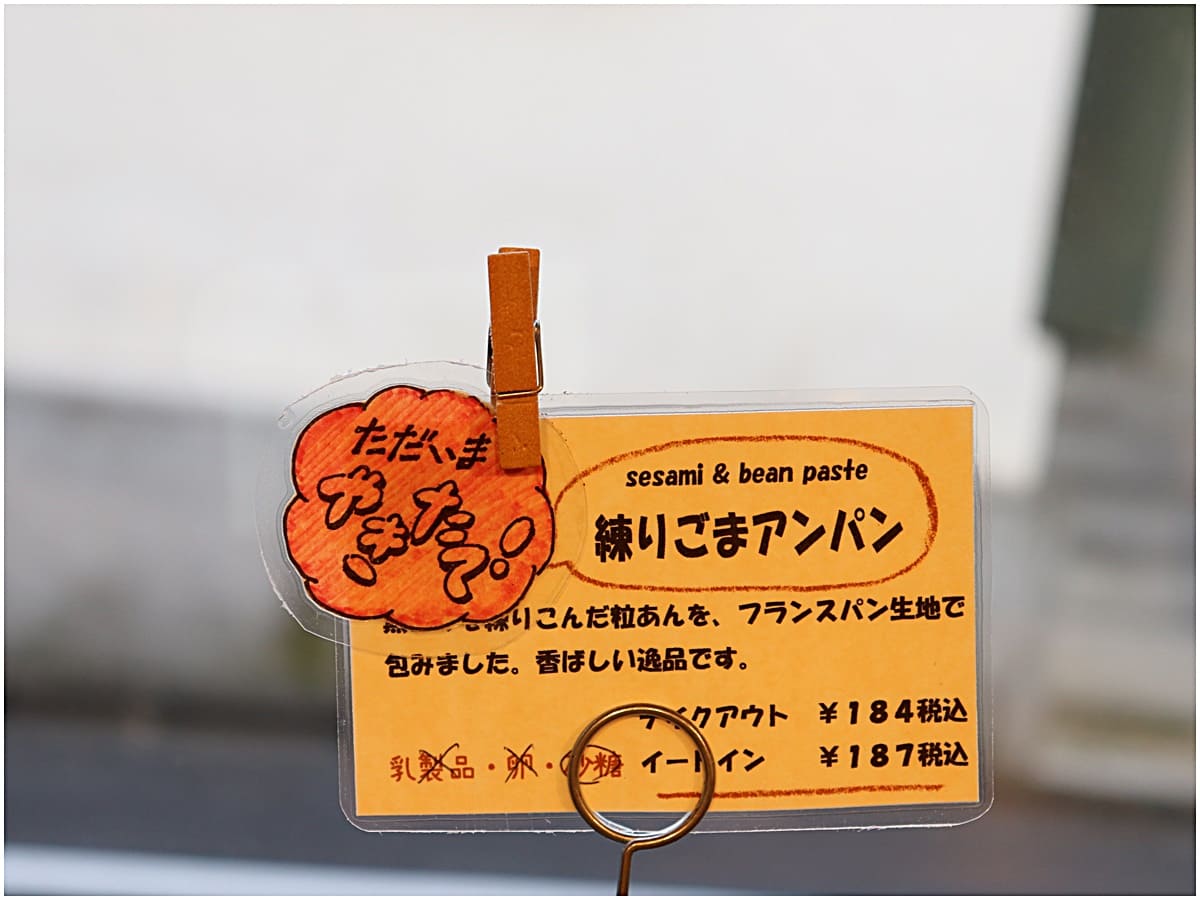 ただいま
やきたて!
sesami & bean paste
練りごまアンパン
練りこんだ粒あんを、フランスパン生地で
包みました。香ばしい逸品です。
テイクアウト ¥184税込
乳製品・卵・砂糖 イートイン ¥187税込